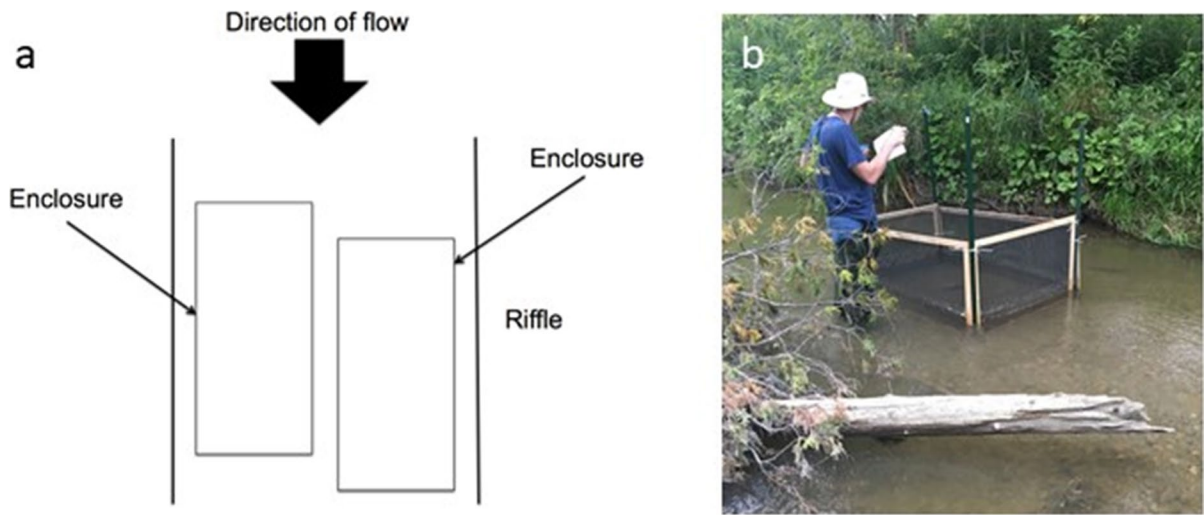 a
Direction of flow
Enclosure
Enclosure
Riffle
b